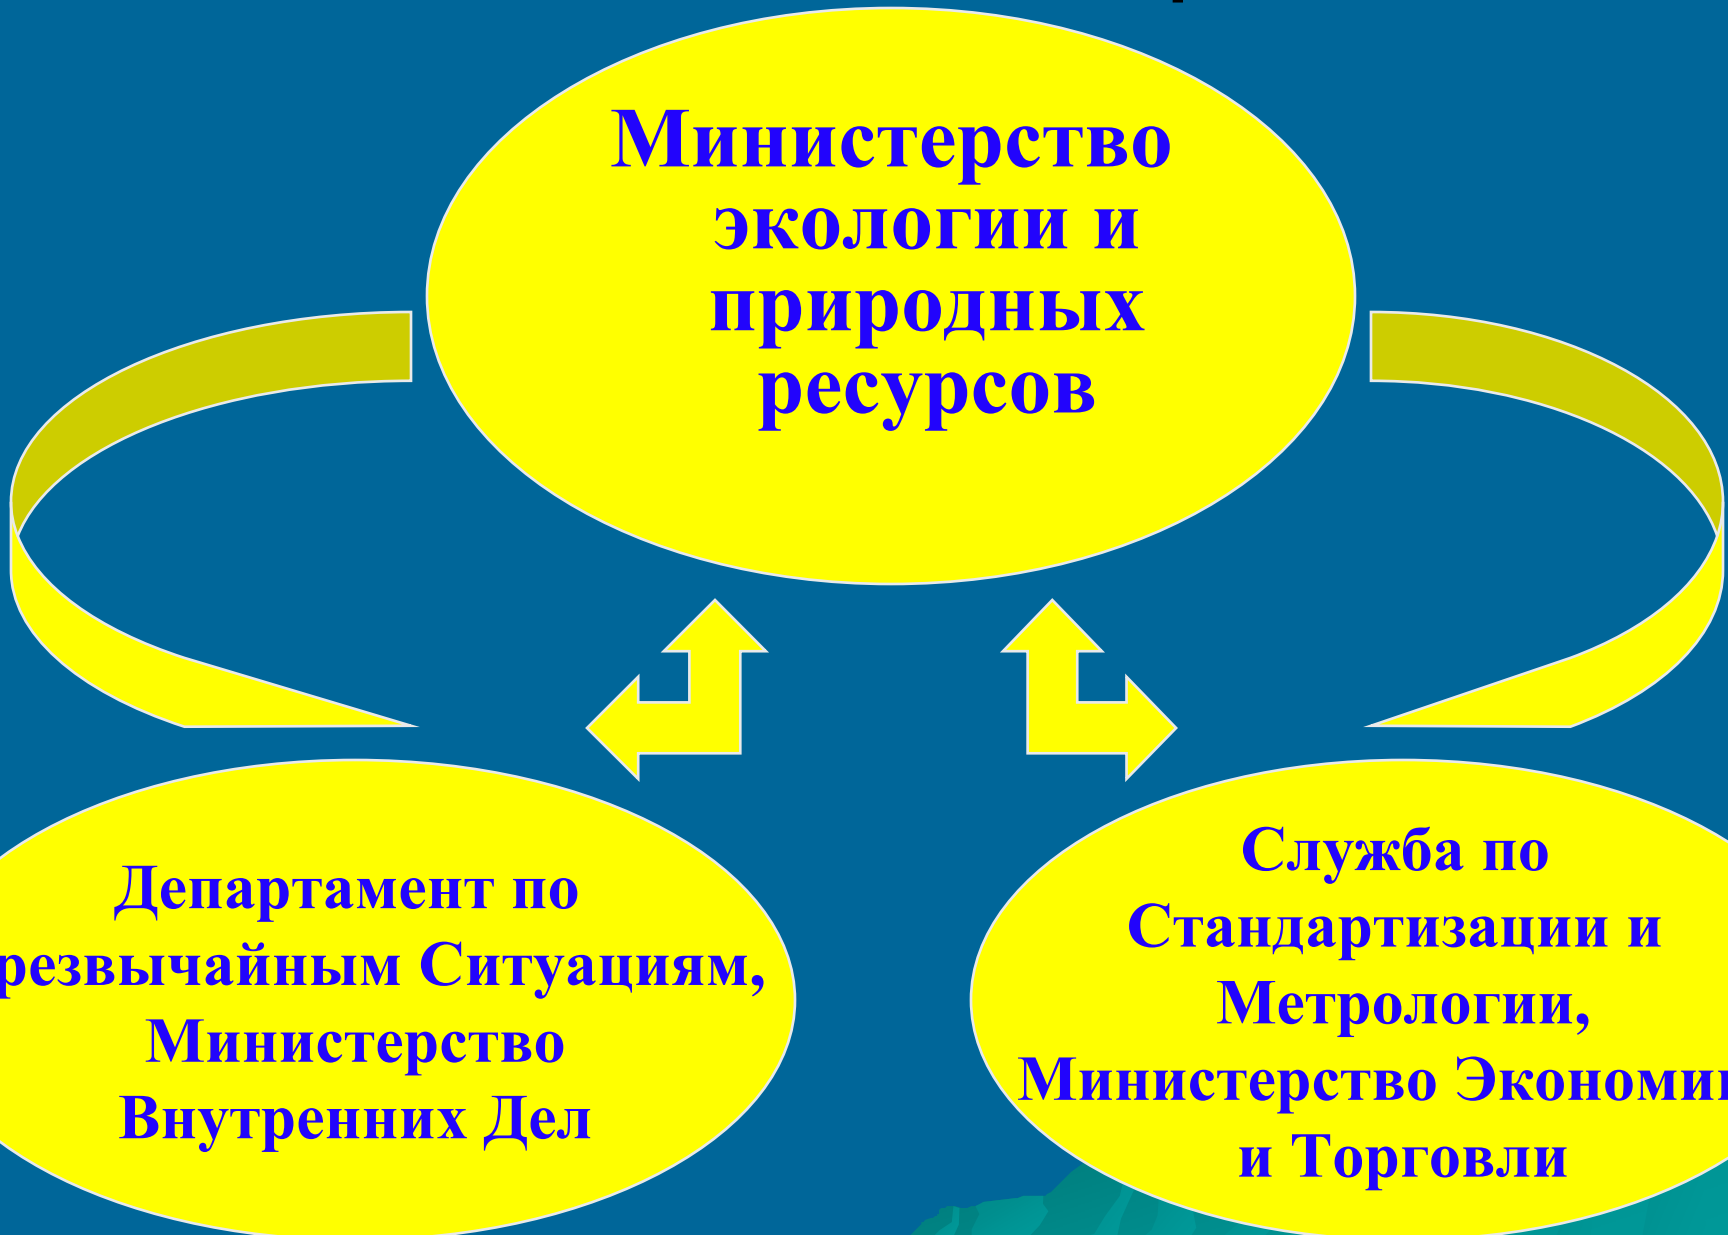 Министерство
экологии и
природных
ресурсов
Департамент по
резвычайным Ситуациям,
Министерство
Внутренних Дел
Служба по
Стандартизации и
Метрологии,
Министерство Экономи
и Торговли